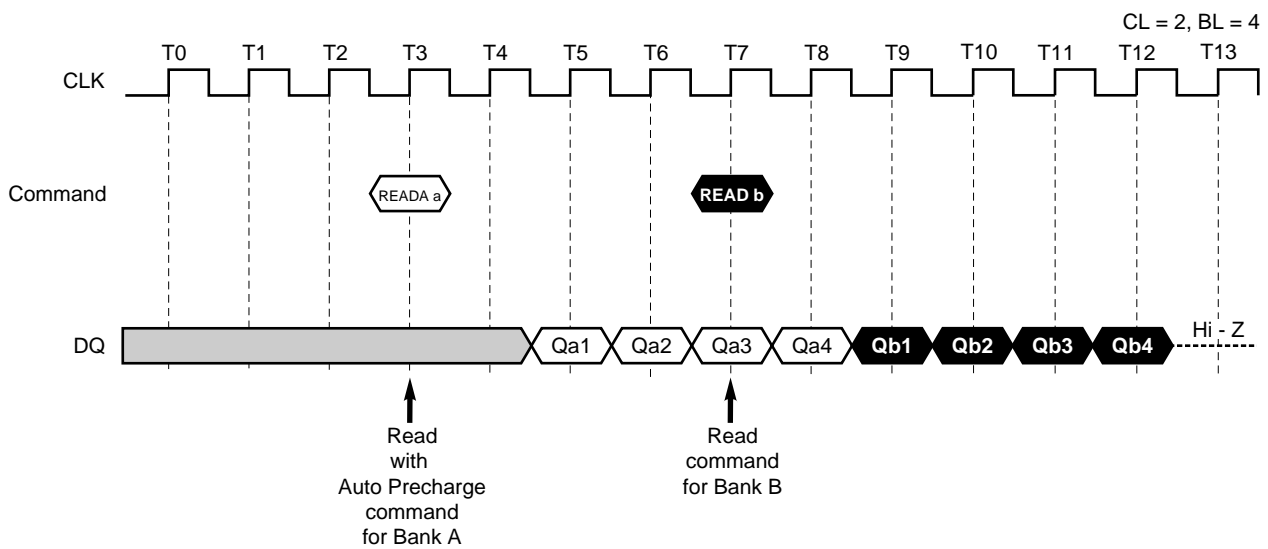 CL = 2, BL = 4
T0 T1 T2 T3 T4 T5 T6 T7 T8 T9 T10 T11 T12 T13
CLK
Command
READA a
READ b
DQ
Qa1 Qa2 Qa3 Qa4 Qb1 Qb2 Qb3 Qb4
Hi - Z
Read
with
Auto Precharge
command
for Bank A
Read
command
for Bank B